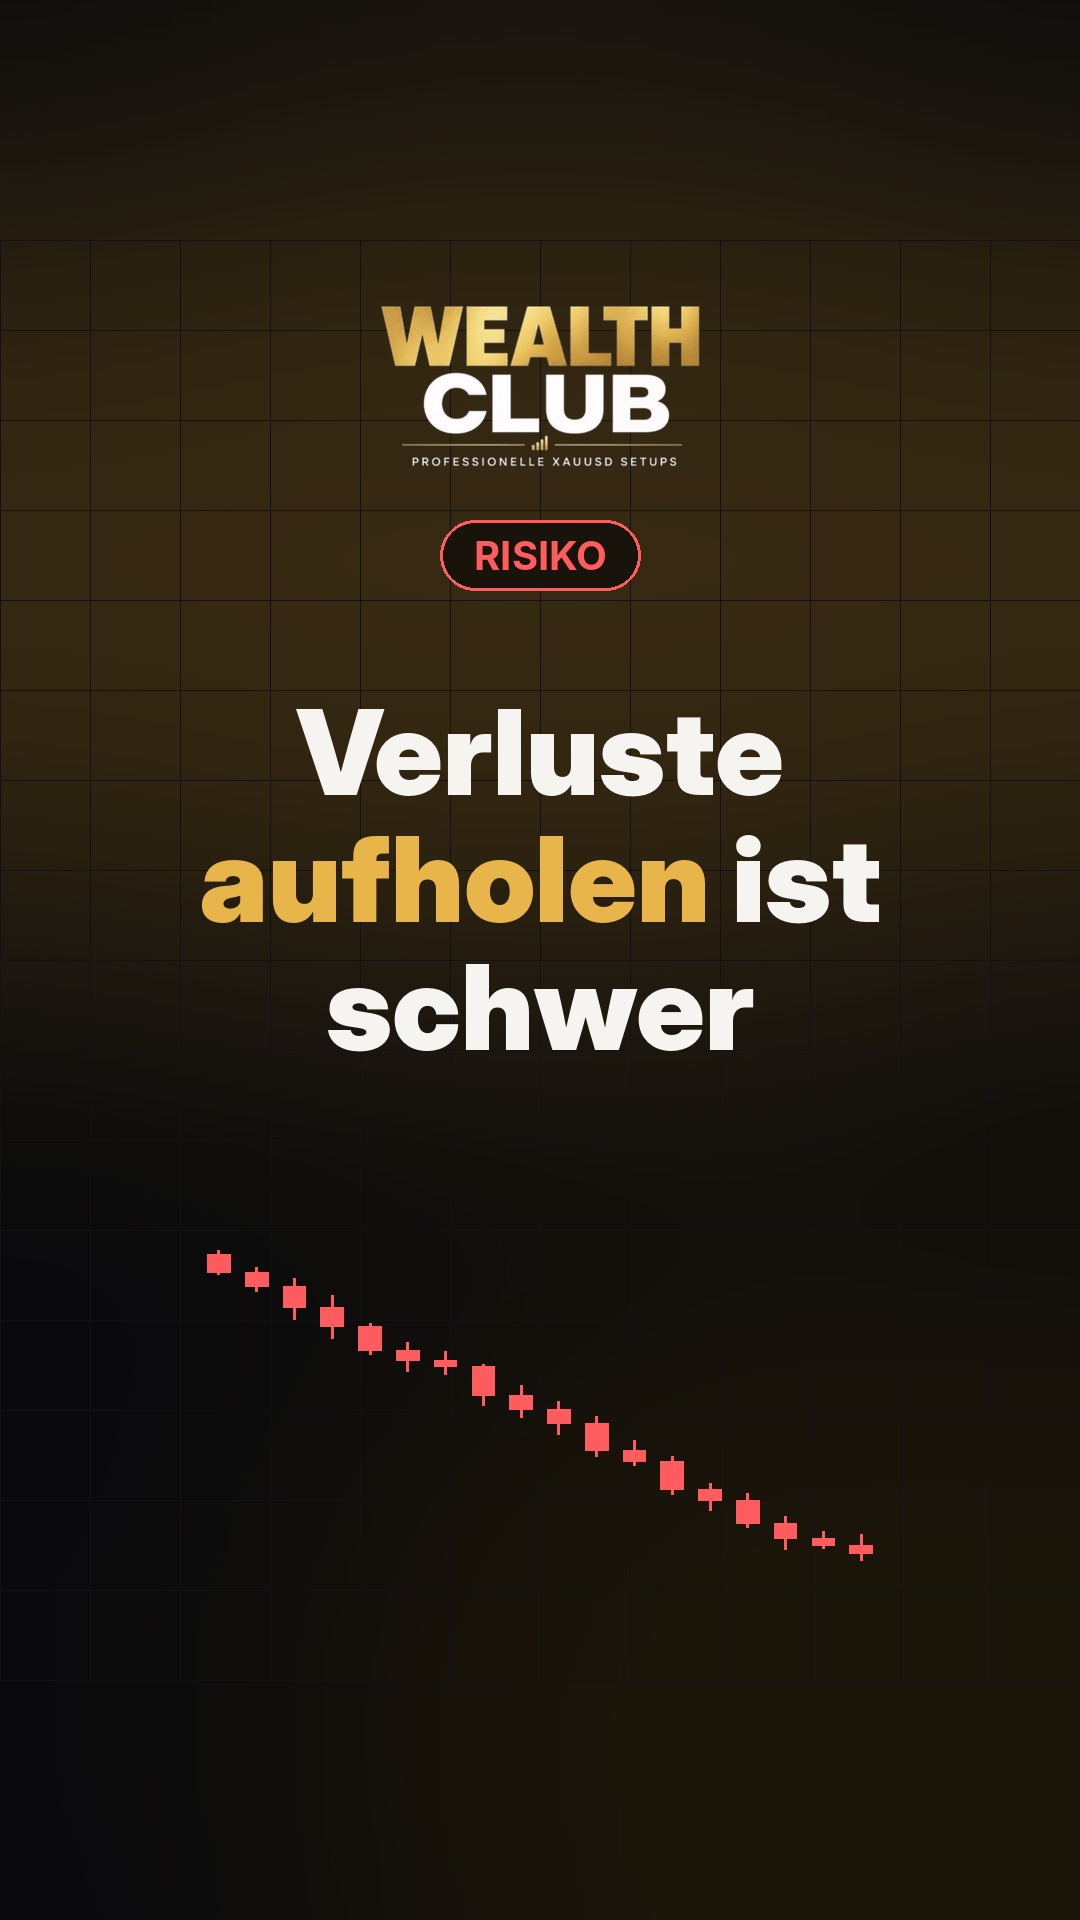 WEALTH
CLUB
PROFESSIONELLE XAUUSD SETUPS
RISIKO
Verluste
aufholen ist
schwer